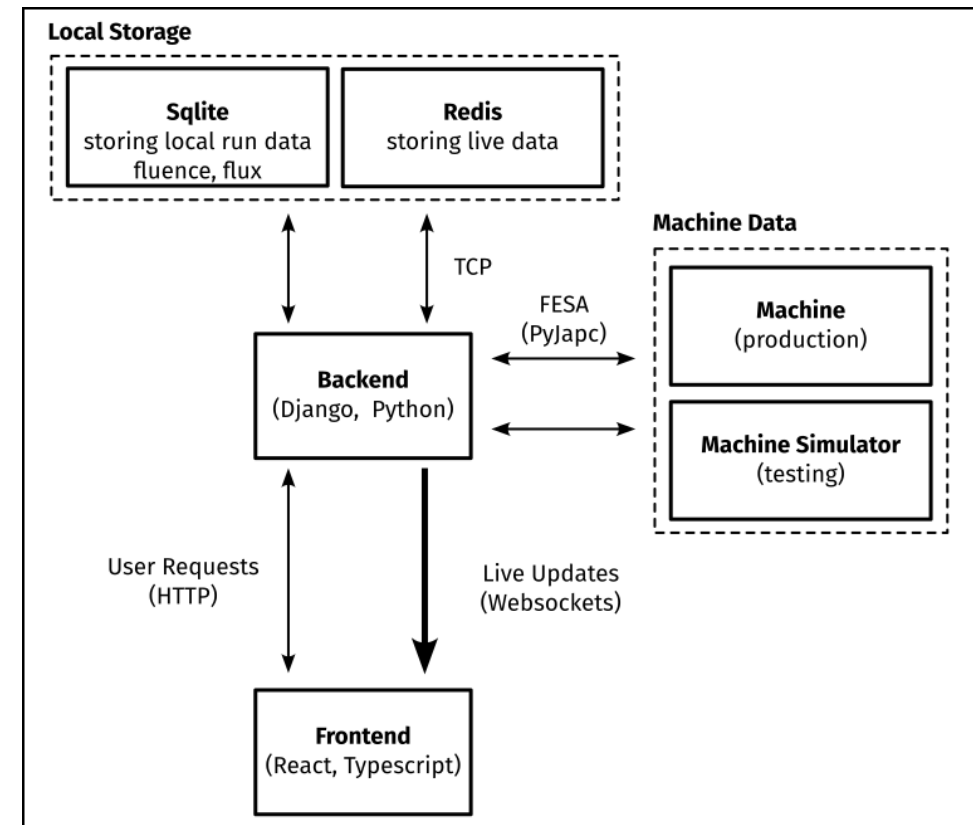 Local Storage
Sqlite
storing local run data
fluence, flux
Redis
storing live data
TCP
Machine Data
FESA
(PyJapc)
Machine
(production)
Machine Simulator
(testing)
Backend
(Django, Python)
User Requests
(HTTP)
Live Updates
(Websockets)
Frontend
(React, Typescript)